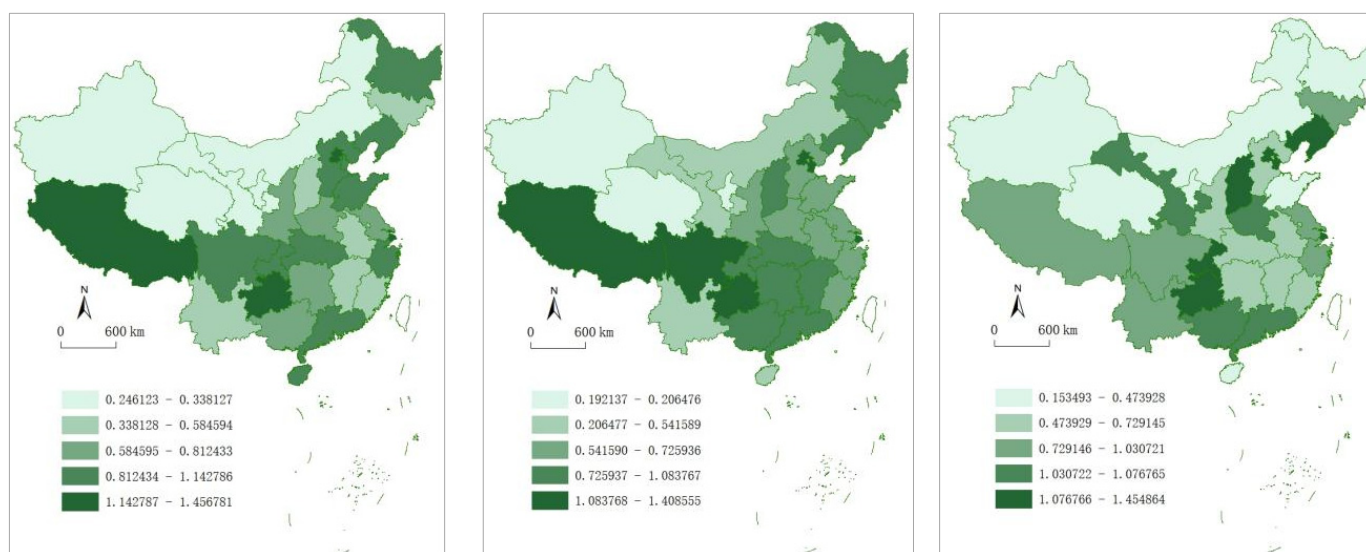 N
0 600 km
0.246123 - 0.338127
0.338128 - 0.584594
0.584595 - 0.812433
0.812434 - 1.142786
1.142787 - 1.456781
N
0 600 km
0.192137 - 0.206476
0.206477 - 0.541589
0.541590 - 0.725936
0.725937 - 1.083767
1.083768 - 1.408555
N
0 600 km
0.153493 - 0.473928
0.473929 - 0.729145
0.729146 - 1.030721
1.030722 - 1.076765
1.076766 - 1.454864